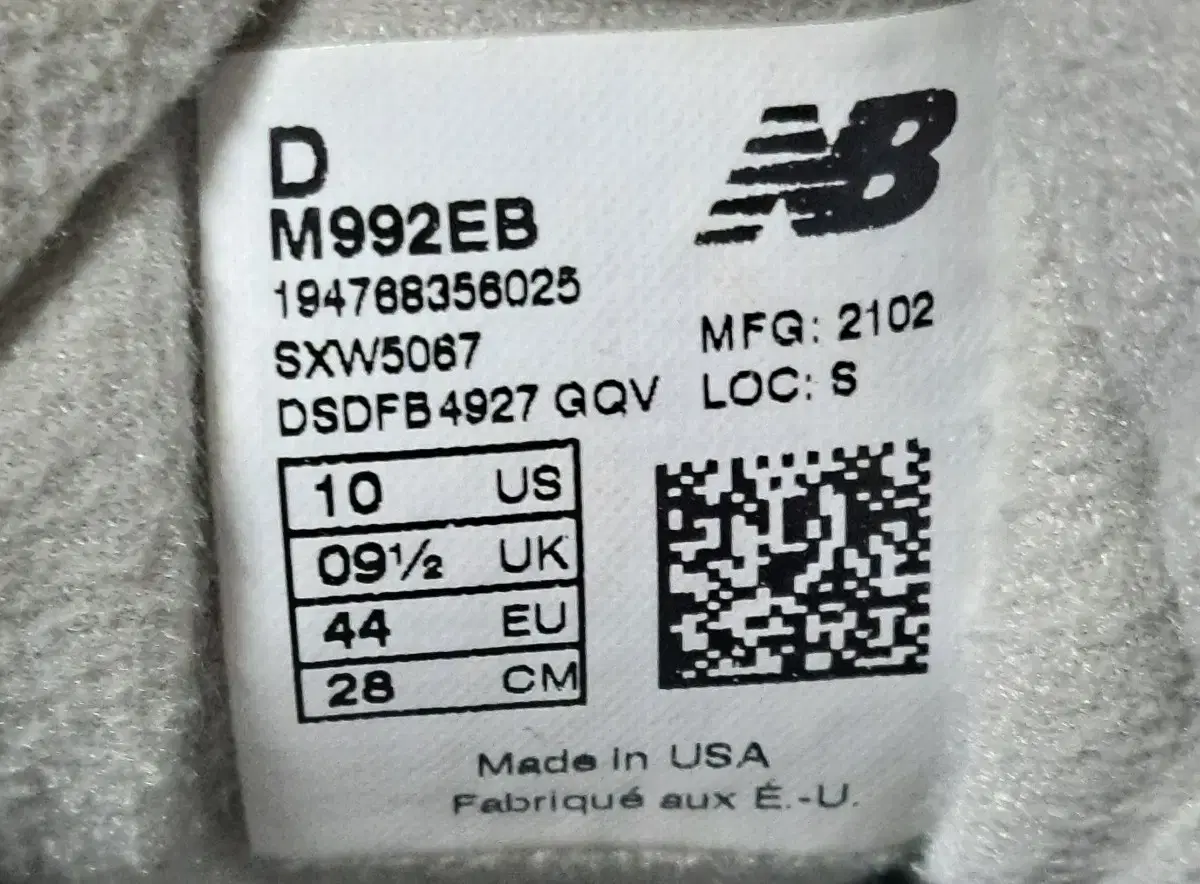 NB
D
M992EB
194768356025
SXW5067
DSDFB4927 GQV
MFG: 2102
LOC: S
10 US
09½ UK
44 EU
28 CM
Made in USA
Fabriqué aux É.-U.